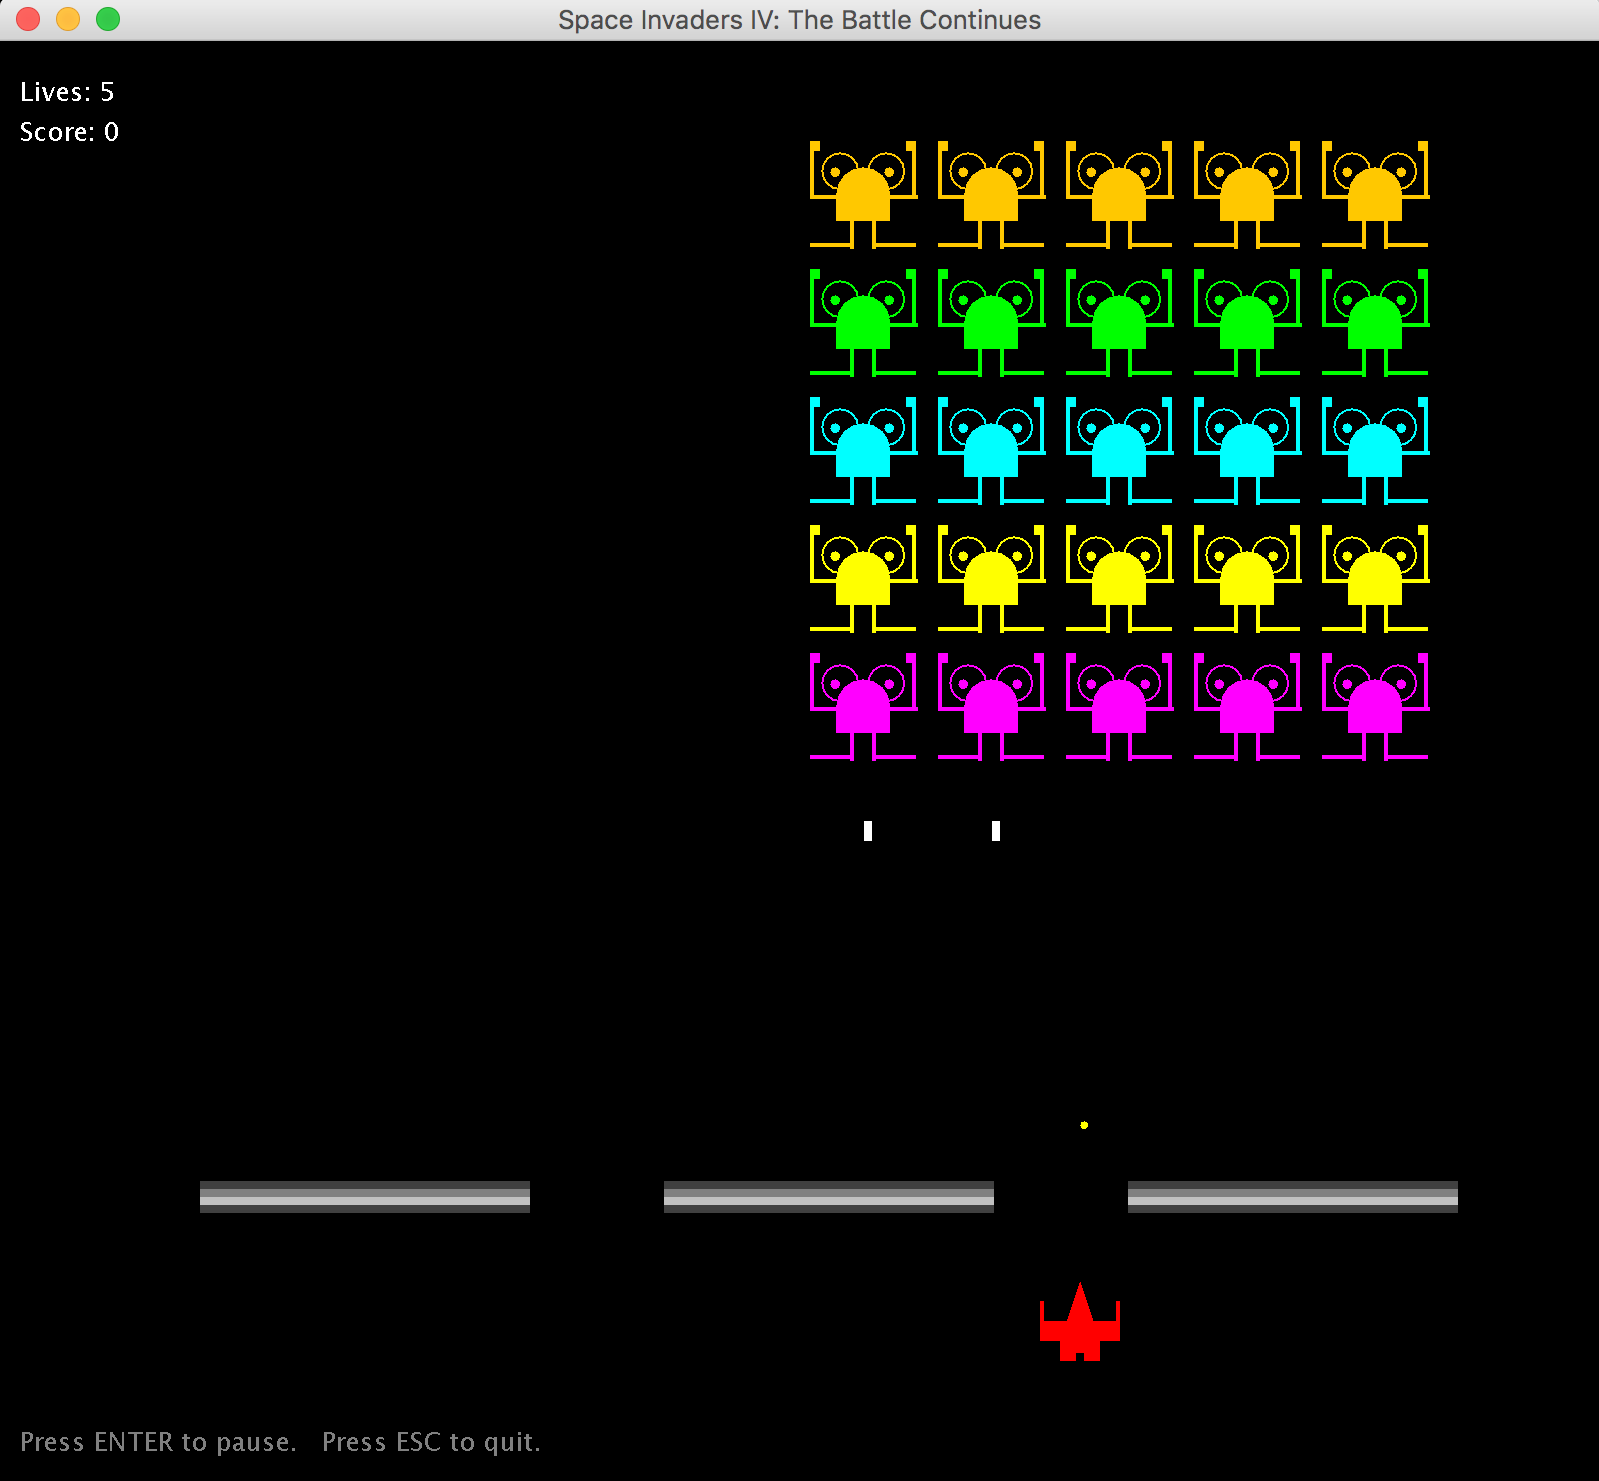 Space Invaders IV: The Battle Continues
Lives: 5
Score: 0
Press ENTER to pause. Press ESC to quit.